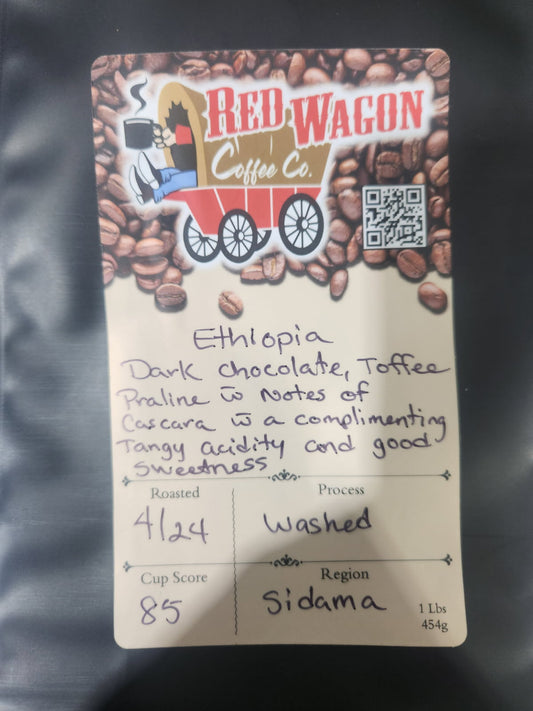 RED WAGON
Coffee Co.
Ethiopia
Dark chocolate, Toffee
Praline w̄ Notes of
Cascara w̄ a complimenting
Tangy acidity and good
sweetness
Roasted
Process
4/24
Washed
Cup Score
Region
85
Sidama
1 Lbs
454g